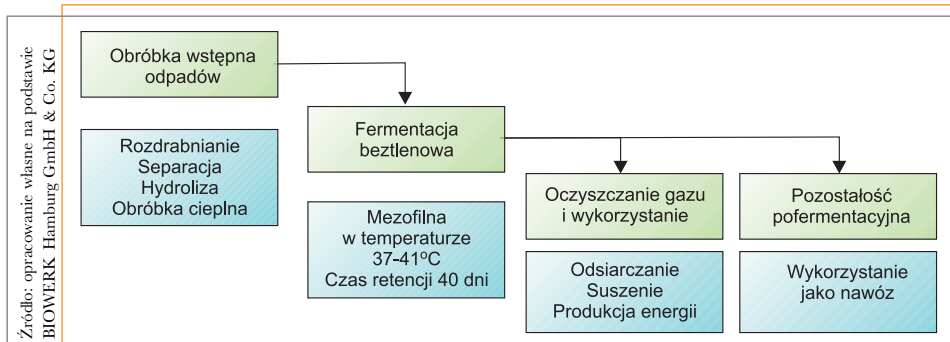 Źródło: opracowanie własne na podstawie
BIOWERK Hamburg GmbH & Co. KG
Obróbka wstępna
odpadów
Rozdrabnianie
Separacja
Hydroliza
Obróbka cieplna
Fermentacja
beztlenowa
Mezofilna
w temperaturze
37-41ºC
Czas retencji 40 dni
Oczyszczanie gazu
i wykorzystanie
Odsiarczanie
Suszenie
Produkcja energii
Pozostałość
pofermentacyjna
Wykorzystanie
jako nawóz